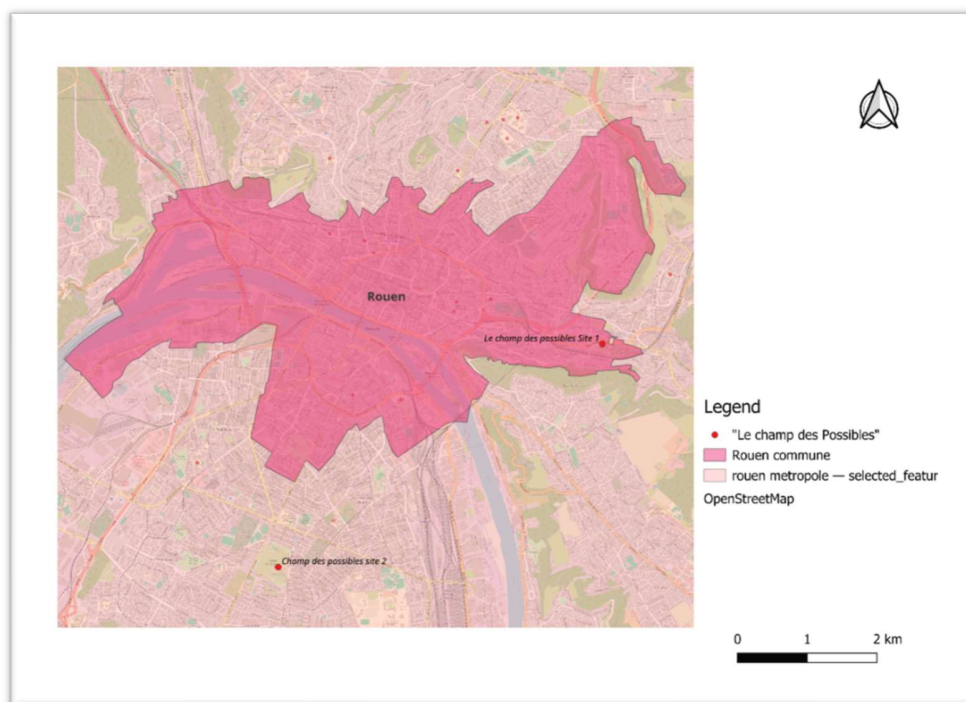 Rouen
Le champ des possibles Site 1
Champ des possibles site 2
Legend
"Le champ des Possibles"
Rouen commune
rouen metropole — selected_featur
OpenStreetMap
0 1 2 km